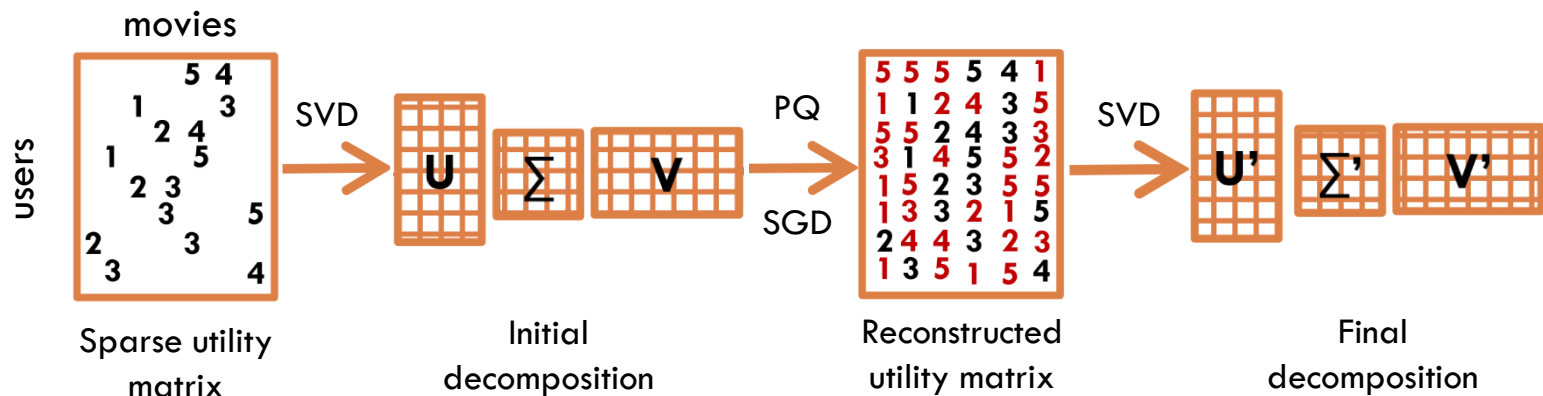 movies
users
5 4
1 3
2 4
1 5
2 3
3 5
2 3
3 4
Sparse utility
matrix
SVD
U
∑
V
Initial
decomposition
PQ
SGD
5 5 5 5 4 1
1 1 2 4 3 5
5 5 2 4 3 3
3 1 4 5 5 2
1 5 2 3 5 5
1 3 3 2 1 5
2 4 4 3 2 3
1 3 5 1 5 4
Reconstructed
utility matrix
SVD
U'
∑'
V'
Final
decomposition